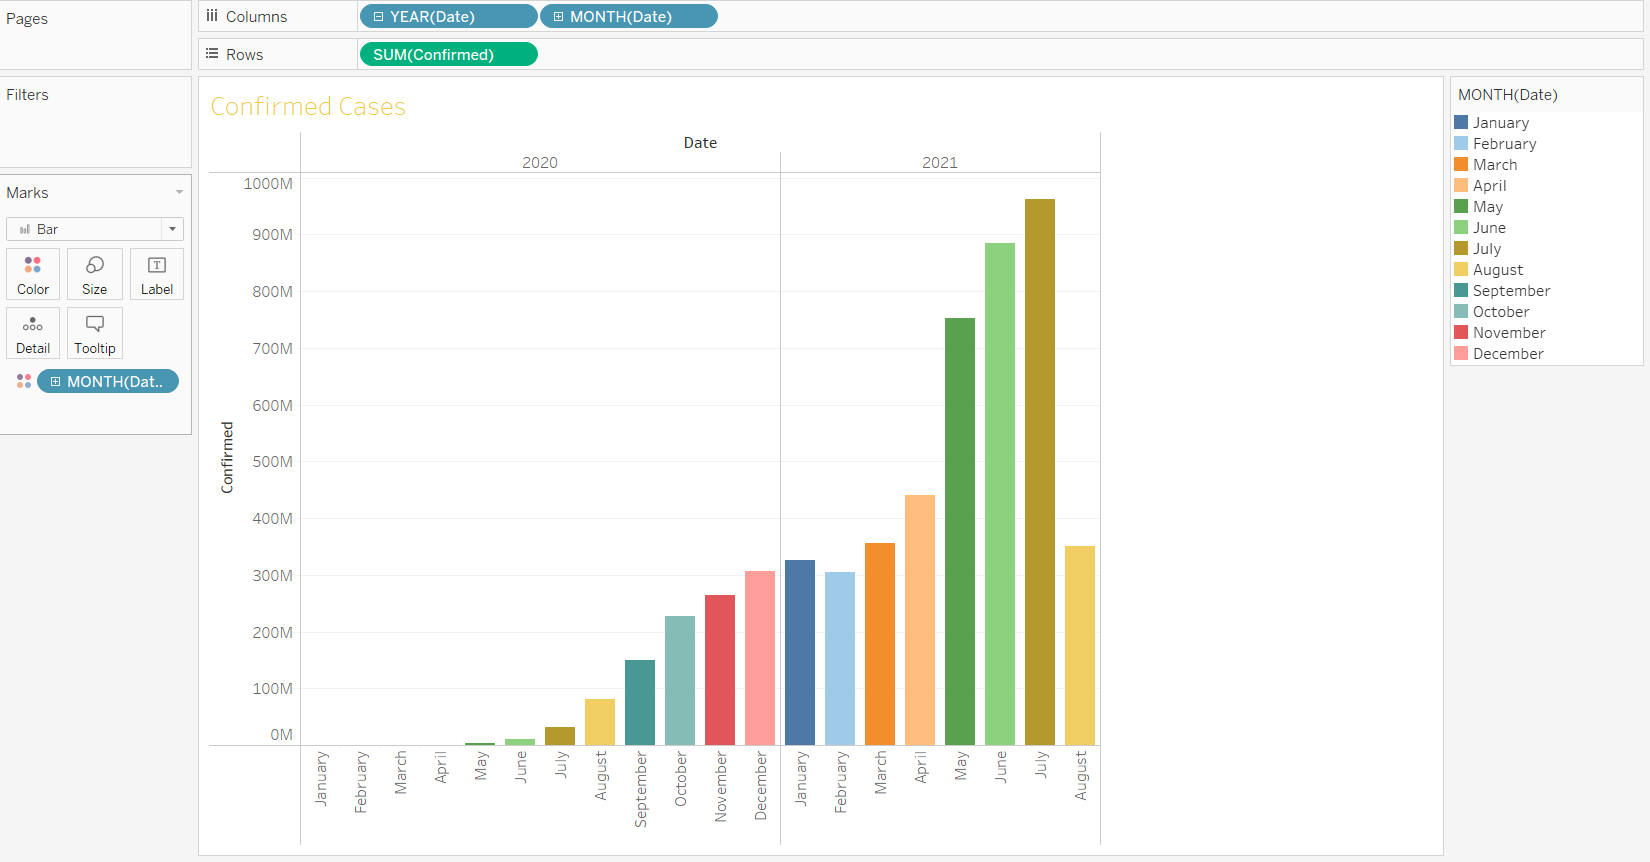 Pages
Columns
YEAR(Date)
MONTH(Date)
Rows
SUM(Confirmed)
Filters
Marks
Bar
Color
Size
T
Label
Detail
Tooltip
MONTH(Dat..
Confirmed Cases
Date
2020
2021
1000M
900M
800M
700M
600M
500M
400M
300M
200M
100M
0M
Confirmed
January
February
March
April
May
June
July
August
September
October
November
December
January
February
March
April
May
June
July
August
MONTH(Date)
January
February
March
April
May
June
July
August
September
October
November
December